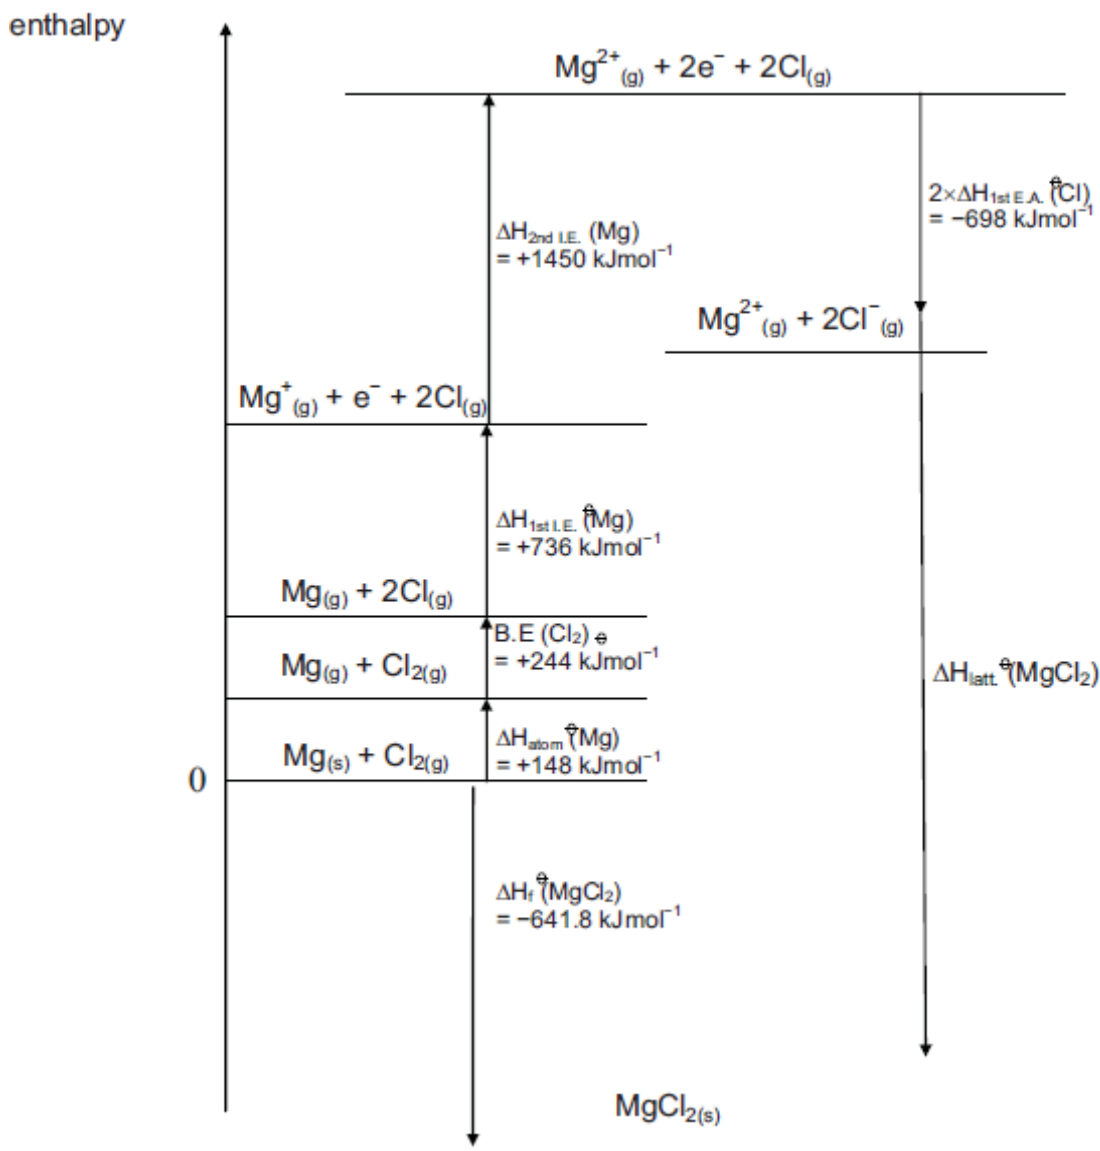 enthalpy
Mg²⁺(g) + 2e⁻ + 2Cl(g)
2×ΔH1st E.A.⦵(Cl)
= −698 kJmol⁻¹
ΔH2nd I.E. (Mg)
= +1450 kJmol⁻¹
Mg²⁺(g) + 2Cl⁻(g)
Mg⁺(g) + e⁻ + 2Cl(g)
ΔH1st I.E.⦵(Mg)
= +736 kJmol⁻¹
Mg(g) + 2Cl(g)
B.E (Cl₂) ⦵
= +244 kJmol⁻¹
Mg(g) + Cl₂(g)
ΔHlatt.⦵(MgCl₂)
ΔHatom⦵(Mg)
= +148 kJmol⁻¹
Mg(s) + Cl₂(g)
0
ΔHf⦵(MgCl₂)
= −641.8 kJmol⁻¹
MgCl₂(s)